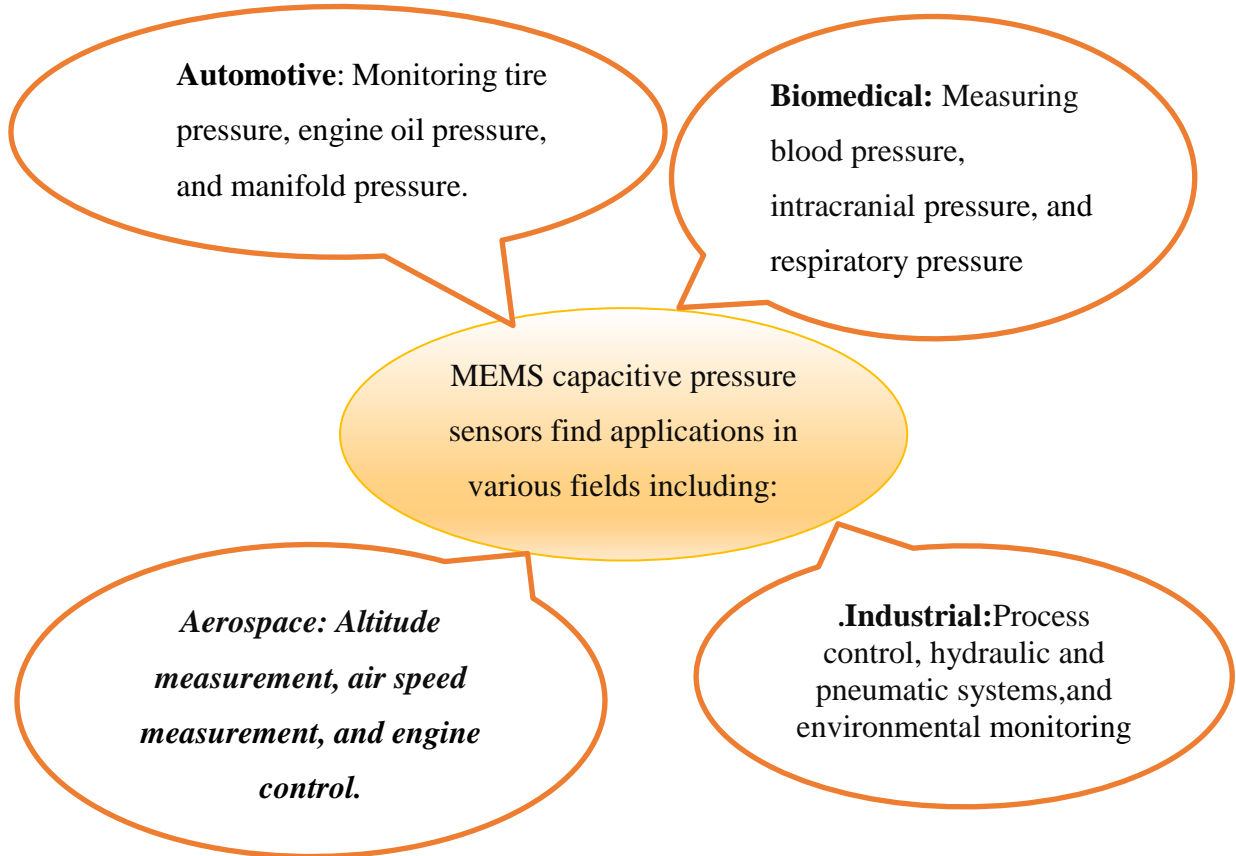 Automotive: Monitoring tire
pressure, engine oil pressure,
and manifold pressure.
Biomedical: Measuring
blood pressure,
intracranial pressure, and
respiratory pressure
MEMS capacitive pressure
sensors find applications in
various fields including:
Aerospace: Altitude
measurement, air speed
measurement, and engine
control.
.Industrial:Process
control, hydraulic and
pneumatic systems,and
environmental monitoring